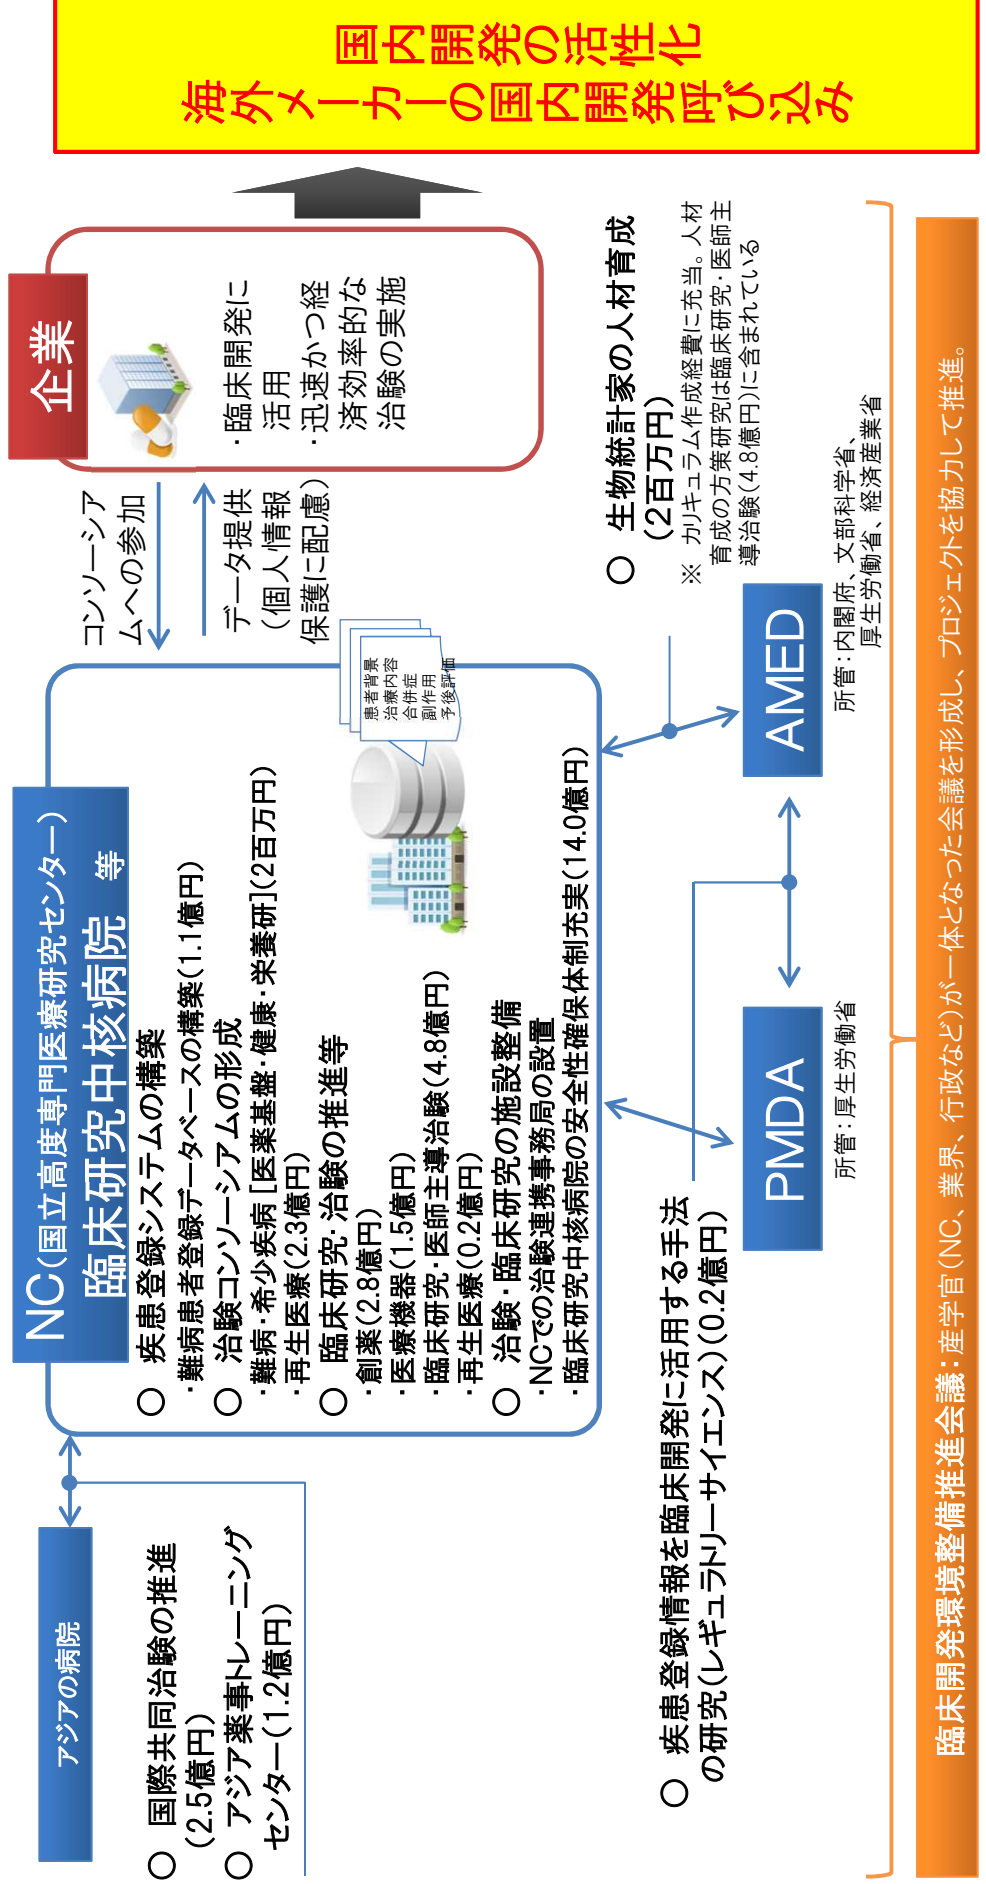 アジアの病院
○ 国際共同治験の推進
(2.5億円)
○ アジア薬事トレーニング
センター(1.2億円)
NC(国立高度専門医療研究センター)
臨床研究中核病院 等
○ 疾患登録システムの構築
・難病患者登録データベースの構築(1.1億円)
○ 治験コンソーシアムの形成
・難病・希少疾病[医薬基盤・健康・栄養研](2百万円)
・再生医療(2.3億円)
○ 臨床研究・治験の推進等
・創薬(2.8億円)
・医療機器(1.5億円)
・臨床研究・医師主導治験(4.8億円)
・再生医療(0.2億円)
○ 治験・臨床研究の施設整備
・NCでの治験連携事務局の設置
・臨床研究中核病院の安全性確保体制充実(14.0億円)
患者背景
治療内容
合併症
副作用
予後評価
コンソーシア
ムへの参加
データ提供
(個人情報
保護に配慮)
企業
・臨床開発に
活用
・迅速かつ経
済効率的な
治験の実施
国内開発の活性化
海外メーカーの国内開発呼び込み
○ 疾患登録情報を臨床開発に活用する手法
の研究(レギュラトリーサイエンス)(0.2億円)
PMDA
所管：厚生労働省
AMED
所管：内閣府、文部科学省、
厚生労働省、経済産業省
○ 生物統計家の人材育成
(2百万円)
※ カリキュラム作成経費に充当。人材
育成の方策研究は臨床研究・医師主
導治験(4.8億円)に含まれている
臨床開発環境整備推進会議：産学官(NC、業界、行政など)が一体となった会議を形成し、プロジェクトを協力して推進。